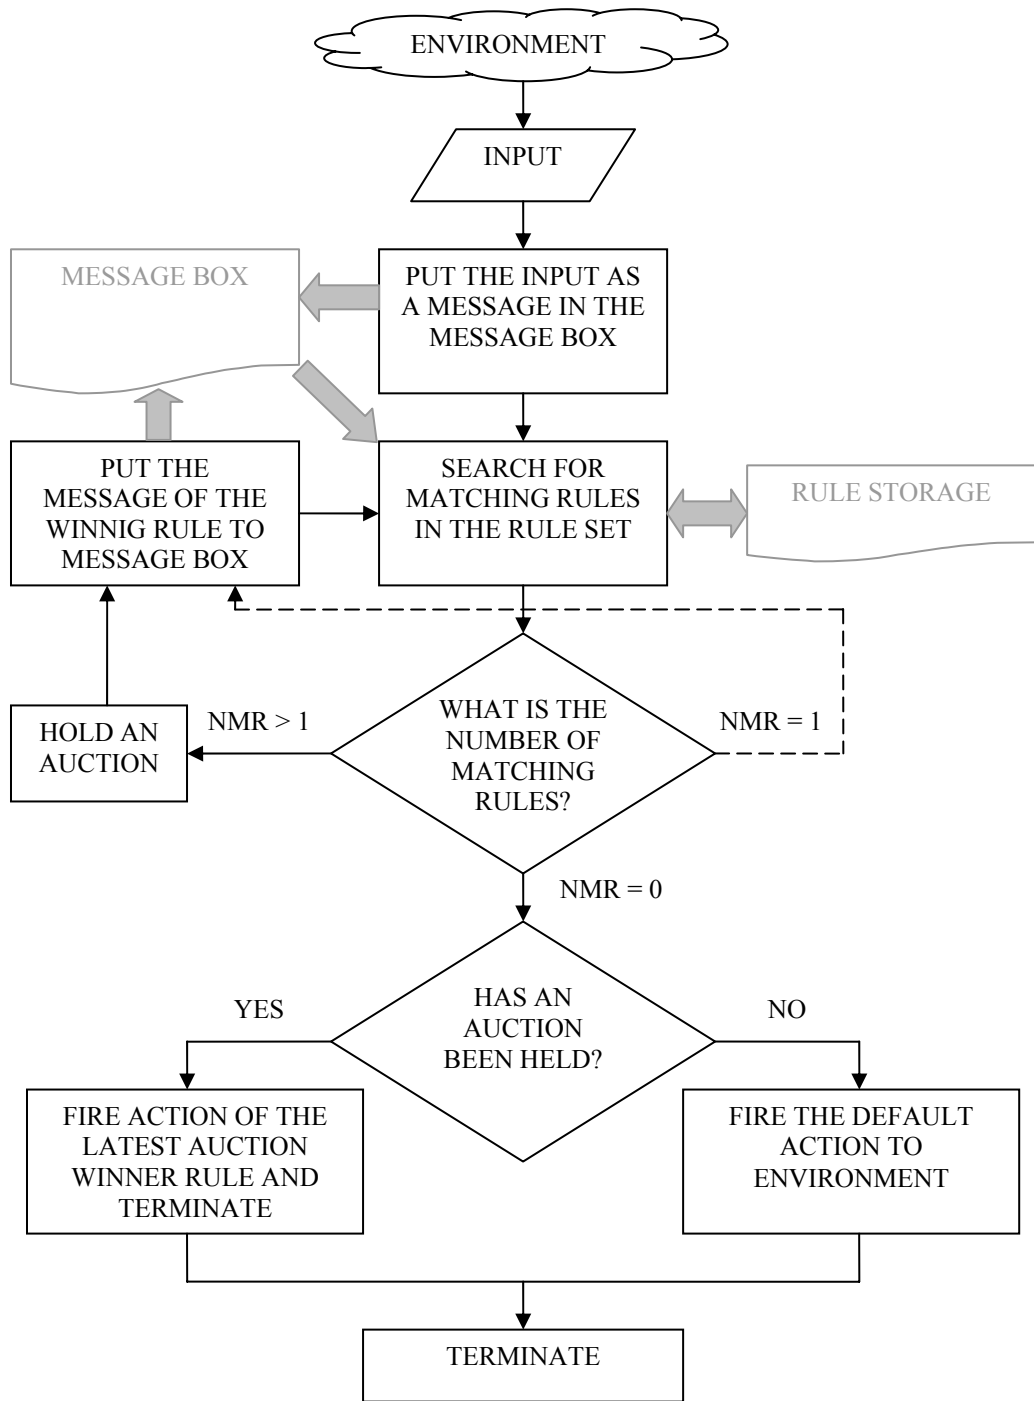 ENVIRONMENT
INPUT
MESSAGE BOX
PUT THE INPUT AS
A MESSAGE IN THE
MESSAGE BOX
PUT THE
MESSAGE OF THE
WINNIG RULE TO
MESSAGE BOX
SEARCH FOR
MATCHING RULES
IN THE RULE SET
RULE STORAGE
HOLD AN
AUCTION
NMR > 1
WHAT IS THE
NUMBER OF
MATCHING
RULES?
NMR = 1
NMR = 0
YES
HAS AN
AUCTION
BEEN HELD?
NO
FIRE ACTION OF THE
LATEST AUCTION
WINNER RULE AND
TERMINATE
FIRE THE DEFAULT
ACTION TO
ENVIRONMENT
TERMINATE